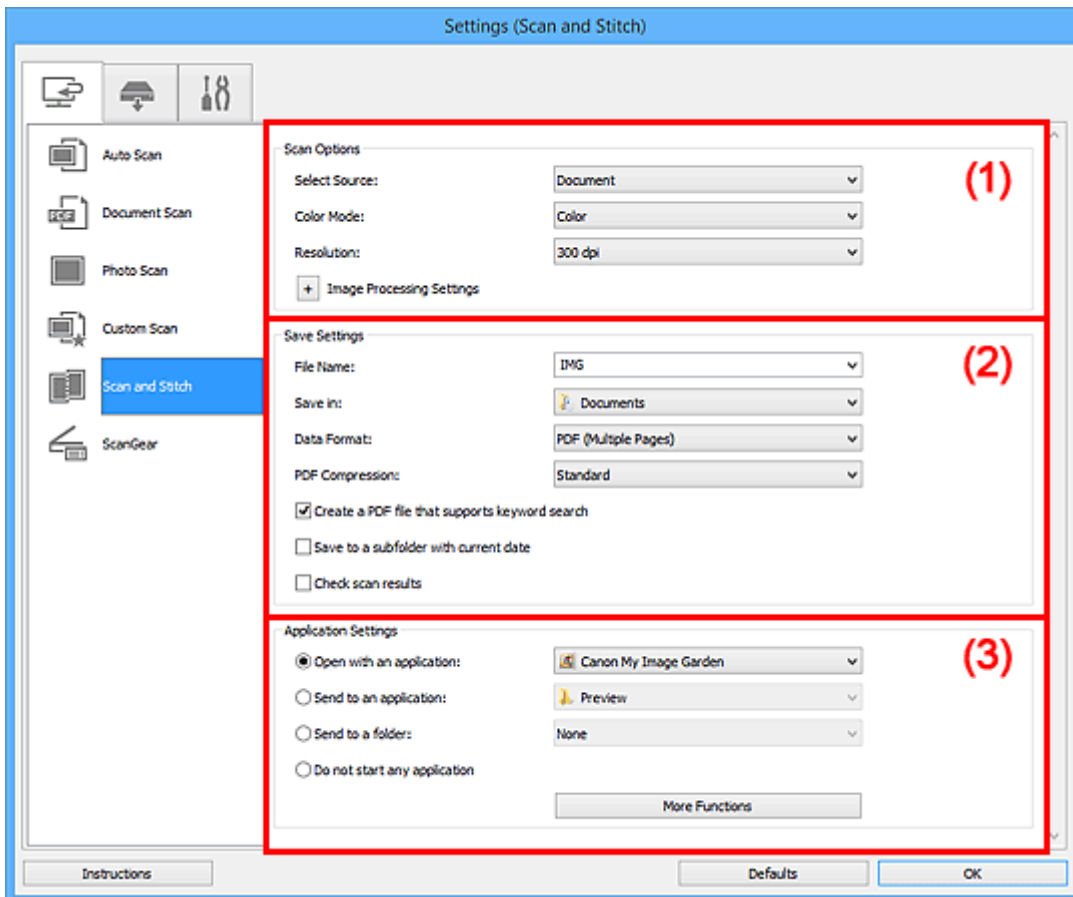 Settings (Scan and Stitch)
Auto Scan
Document Scan
Photo Scan
Custom Scan
Scan and Stitch
ScanGear
Scan Options
(1)
Select Source: Document
Color Mode: Color
Resolution: 300 dpi
+ Image Processing Settings
Save Settings
(2)
File Name: IMG
Save in: Documents
Data Format: PDF (Multiple Pages)
PDF Compression: Standard
Create a PDF file that supports keyword search
Save to a subfolder with current date
Check scan results
Application Settings
(3)
Open with an application: Canon My Image Garden
Send to an application: Preview
Send to a folder: None
Do not start any application
More Functions
Instructions Defaults OK